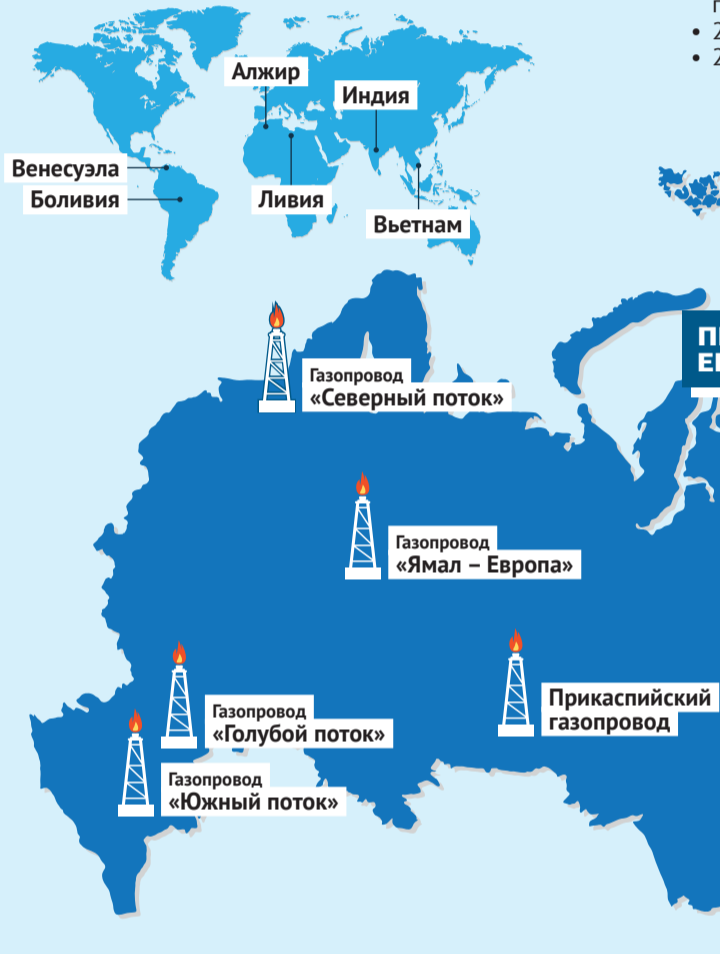 Алжир
Индия
Венесуэла
Боливия
Ливия
Вьетнам
Газопровод
«Северный поток»
Газопровод
«Ямал – Европа»
Газопровод
«Голубой поток»
Прикаспийский
газопровод
Газопровод
«Южный поток»